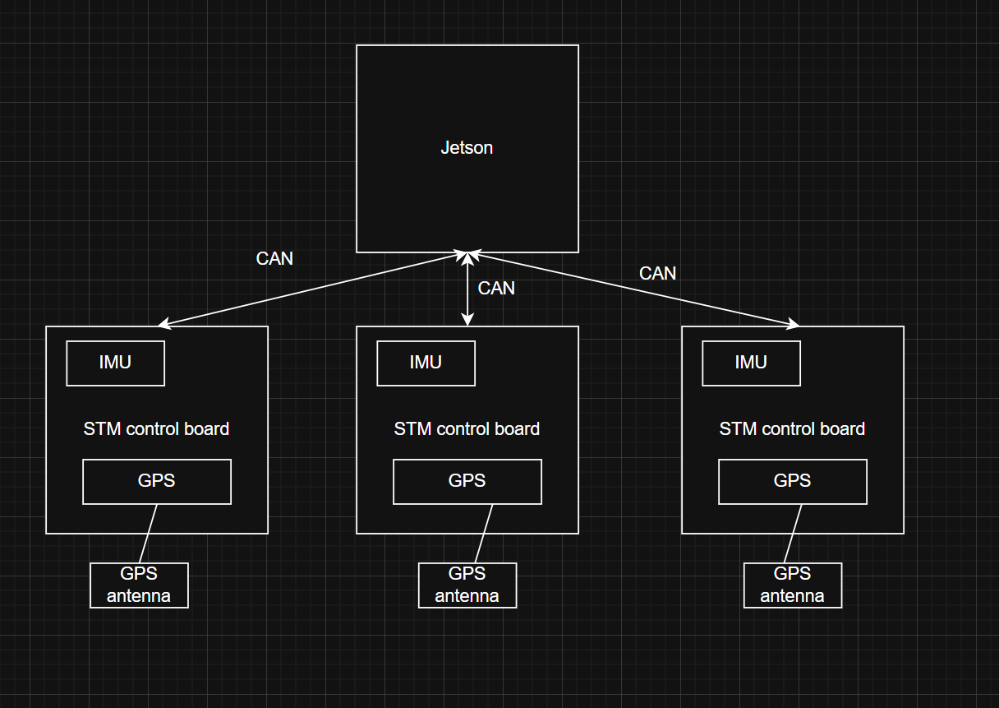 Jetson
CAN
CAN
CAN
IMU
IMU
IMU
STM control board
STM control board
STM control board
GPS
GPS
GPS
GPS
antenna
GPS
antenna
GPS
antenna